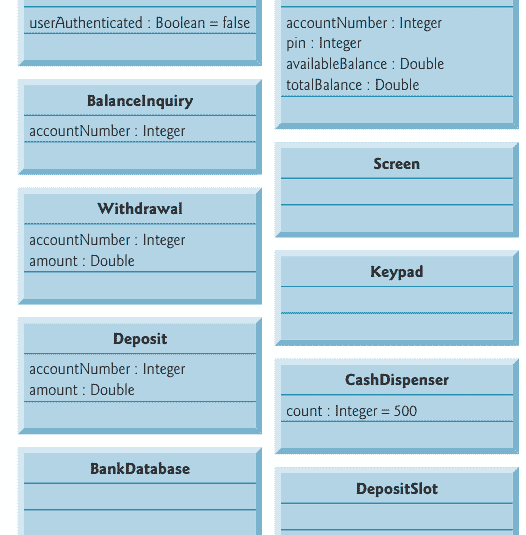 userAuthenticated : Boolean = false
BalanceInquiry
accountNumber : Integer
Withdrawal
accountNumber : Integer
amount : Double
Deposit
accountNumber : Integer
amount : Double
BankDatabase
accountNumber : Integer
pin : Integer
availableBalance : Double
totalBalance : Double
Screen
Keypad
CashDispenser
count : Integer = 500
DepositSlot